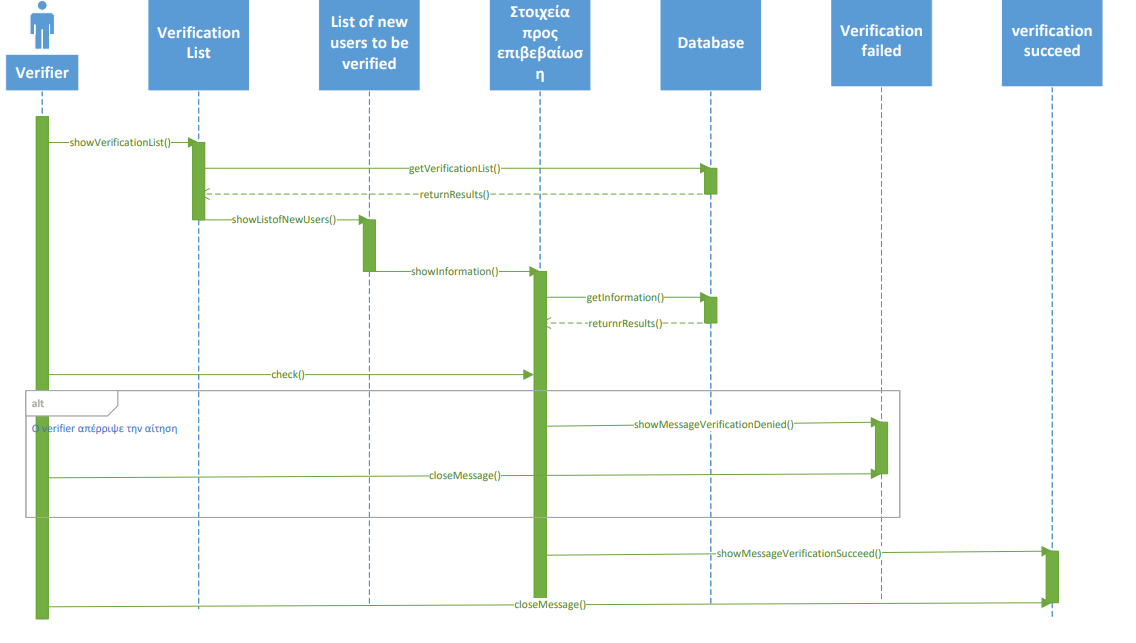 Verifier
Verification
List
List of new
users to be
verified
Στοιχεία
προς
επιβεβαίωσ
η
Database
Verification
failed
verification
succeed
showVerificationList()
getVerificationList()
returnResults()
showListofNewUsers()
showInformation()
getInformation()
returnrResults()
check()
alt
Ο verifier απέρριψε την αίτηση
showMessageVerificationDenied()
closeMessage()
showMessageVerificationSucceed()
closeMessage()